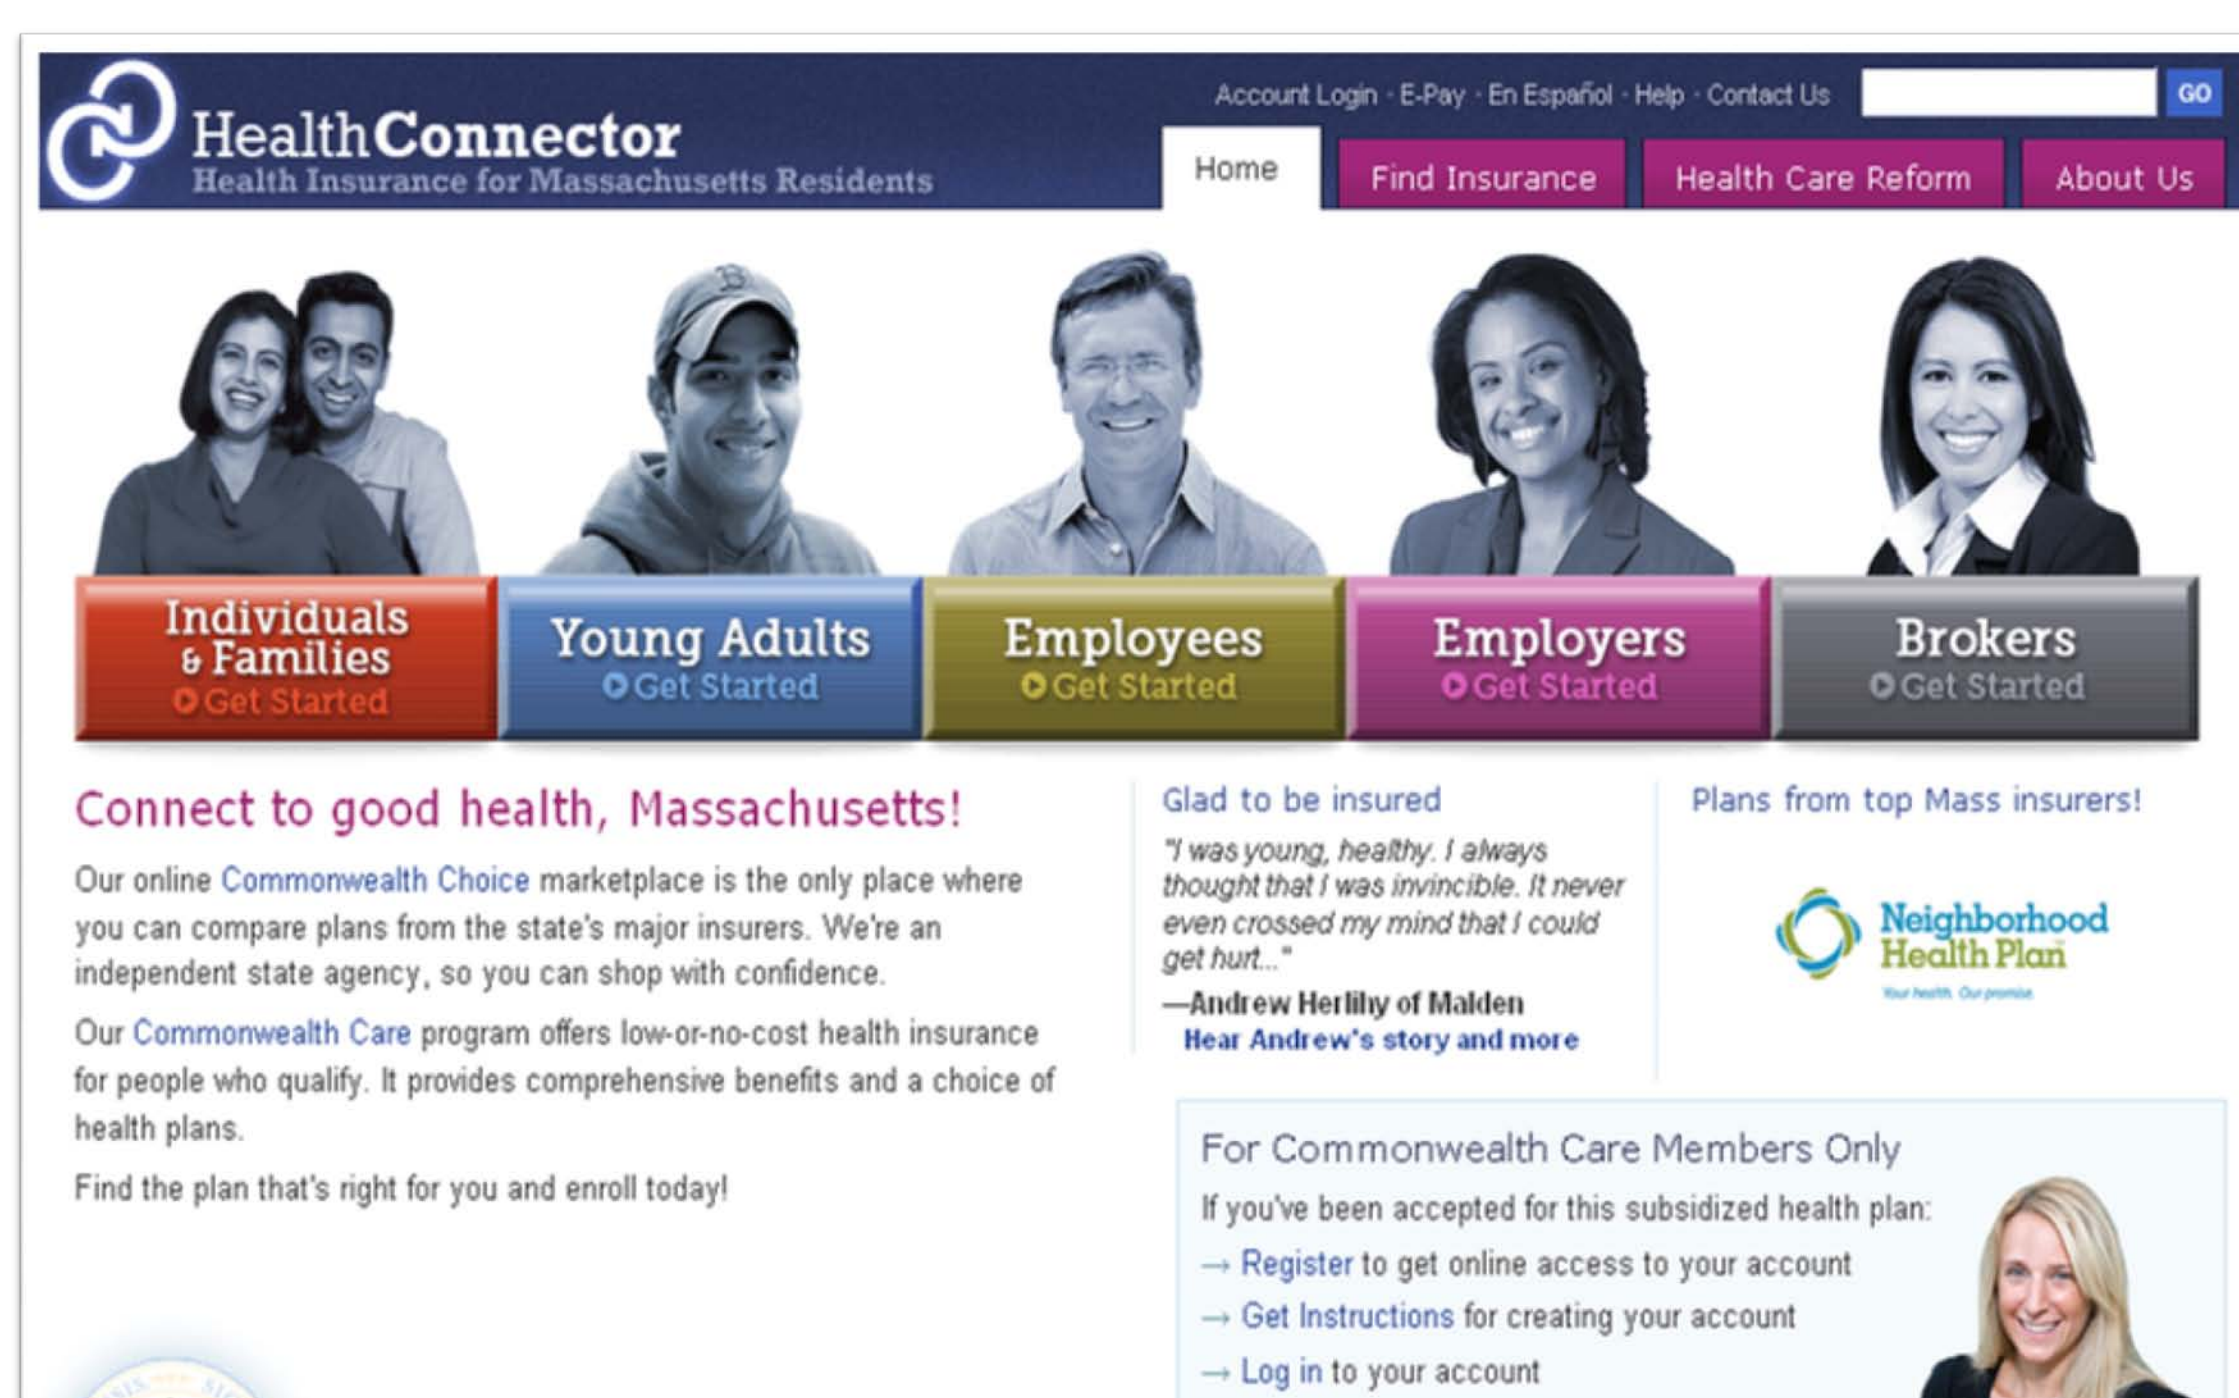 Account Login · E-Pay · En Español · Help · Contact Us
GO
HealthConnector
Health Insurance for Massachusetts Residents
Home
Find Insurance
Health Care Reform
About Us
B
Individuals
& Families
Get Started
Young Adults
Get Started
Employees
Get Started
Employers
Get Started
Brokers
Get Started
Connect to good health, Massachusetts!
Our online Commonwealth Choice marketplace is the only place where
you can compare plans from the state's major insurers. We're an
independent state agency, so you can shop with confidence.
Our Commonwealth Care program offers low-or-no-cost health insurance
for people who qualify. It provides comprehensive benefits and a choice of
health plans.
Find the plan that's right for you and enroll today!
Glad to be insured
"I was young, healthy. I always
thought that I was invincible. It never
even crossed my mind that I could
get hurt..."
—Andrew Herlihy of Malden
Hear Andrew's story and more
Plans from top Mass insurers!
Neighborhood
Health Plan
Your health. Our promise.
For Commonwealth Care Members Only
If you've been accepted for this subsidized health plan:
→ Register to get online access to your account
→ Get Instructions for creating your account
→ Log in to your account